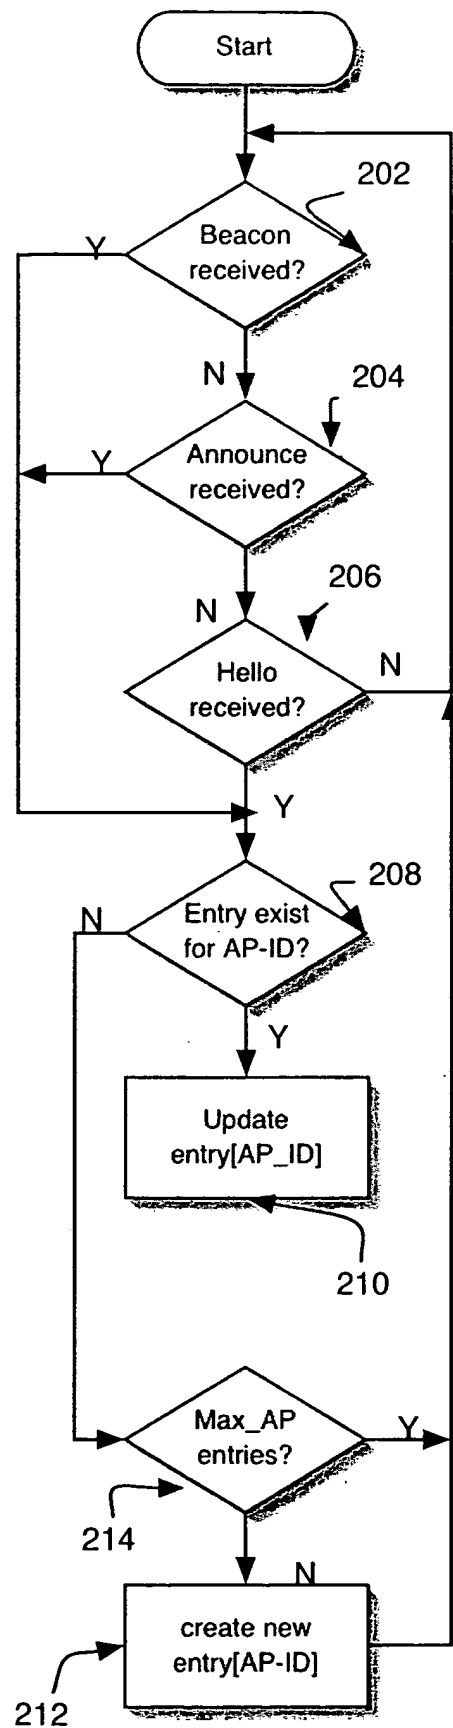 Start
202
Beacon
received?
Y
N
204
Announce
received?
Y
N
206
Hello
received?
N
Y
208
Entry exist
for AP-ID?
N
Y
Update
entry[AP_ID]
210
Max_AP
entries?
Y
214
N
create new
entry[AP-ID]
212